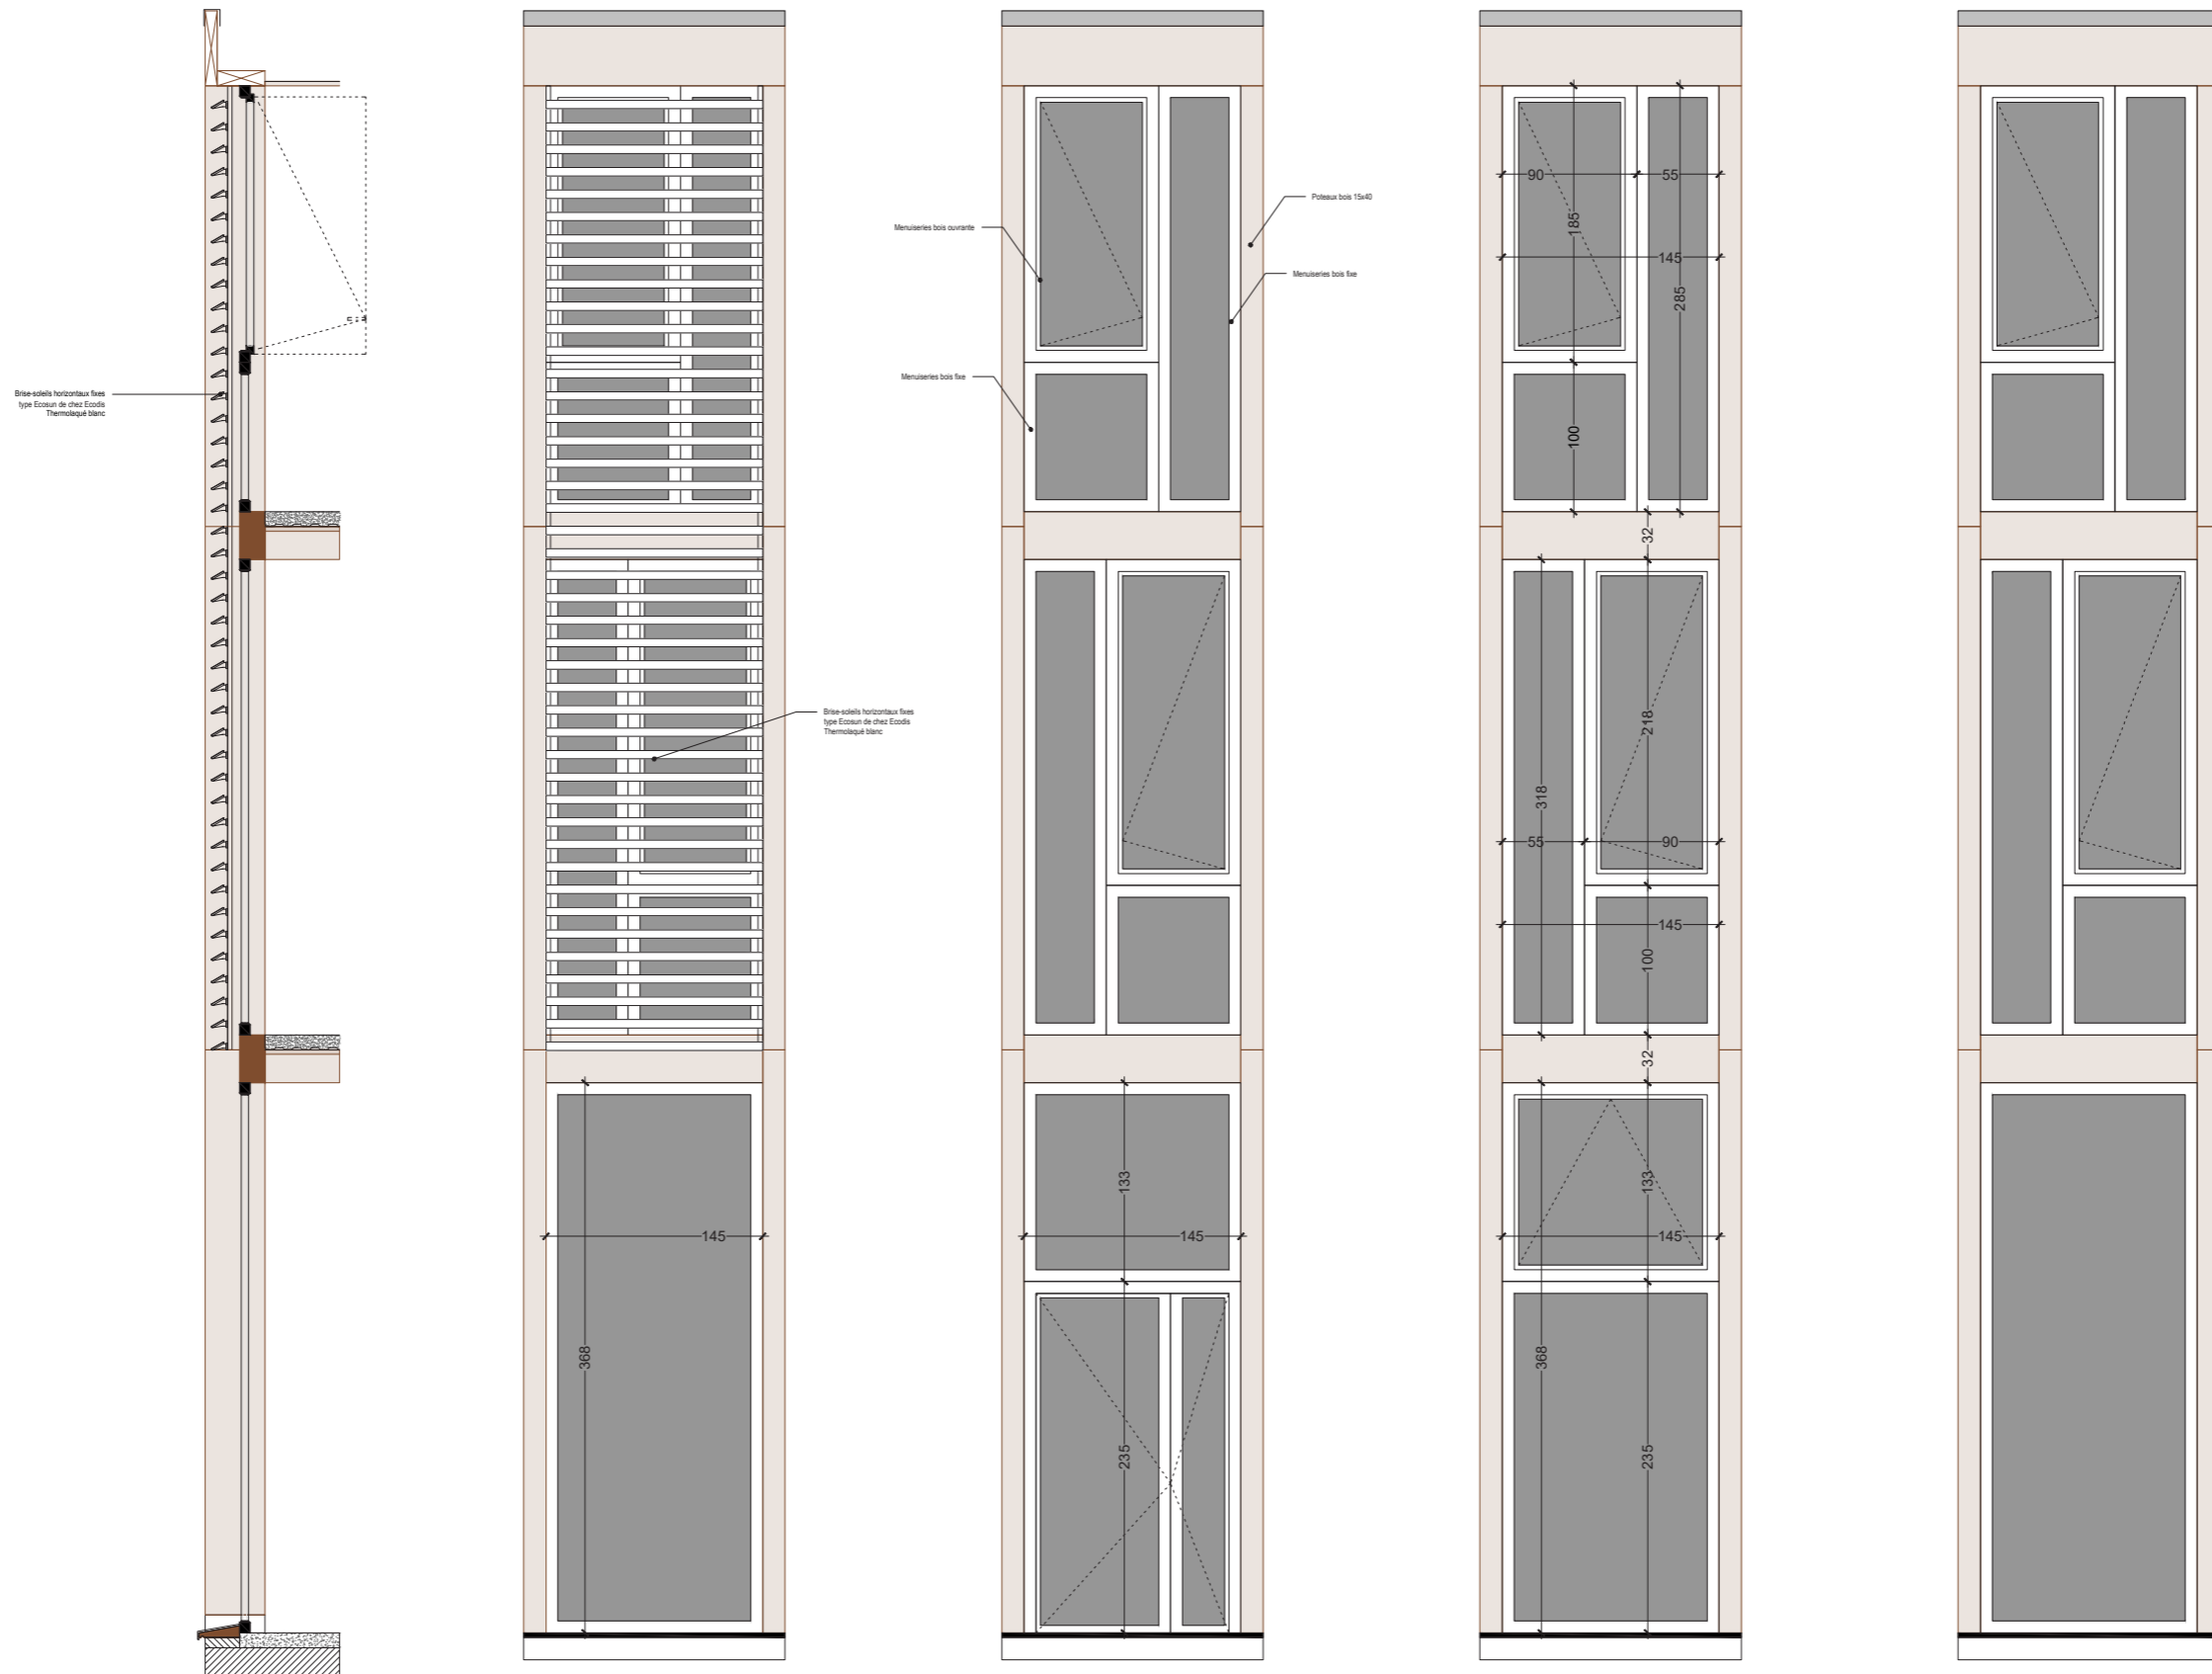 Brise-soleils horizontaux fixes
type Ecosun de chez Ecodis
Thermolaqué blanc
Brise-soleils horizontaux fixes
type Ecosun de chez Ecodis
Thermolaqué blanc
368
145
Menuiseries bois ouvrante
Menuiseries bois fixe
Poteaux bois 15x40
Menuiseries bois fixe
133
145
235
90
55
185
145
285
100
32
218
318
55
90
145
100
32
133
145
368
235